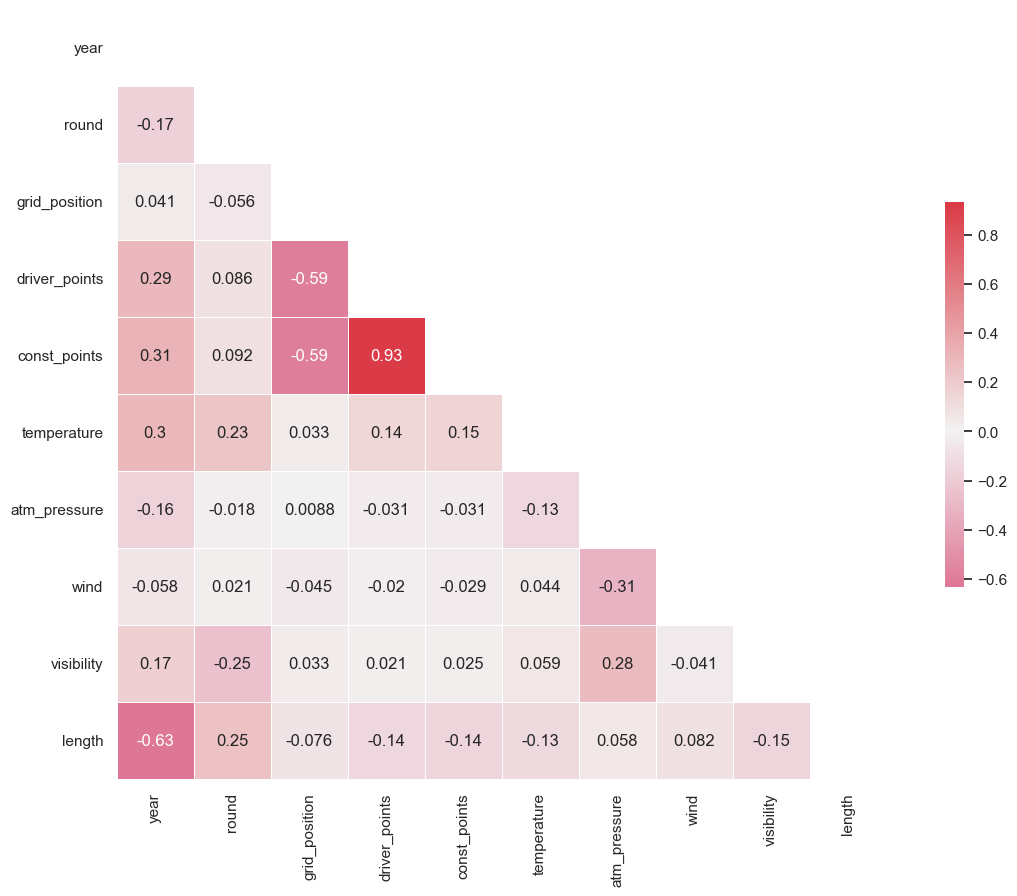 year
round -0.17
grid_position 0.041 -0.056
driver_points 0.29 0.086 -0.59
const_points 0.31 0.092 -0.59 0.93
temperature 0.3 0.23 0.033 0.14 0.15
atm_pressure -0.16 -0.018 0.0088 -0.031 -0.031 -0.13
wind -0.058 0.021 -0.045 -0.02 -0.029 0.044 -0.31
visibility 0.17 -0.25 0.033 0.021 0.025 0.059 0.28 -0.041
length -0.63 0.25 -0.076 -0.14 -0.14 -0.13 0.058 0.082 -0.15
year round grid_position driver_points const_points temperature atm_pressure wind visibility length
0.8
0.6
0.4
0.2
0.0
−0.2
−0.4
−0.6